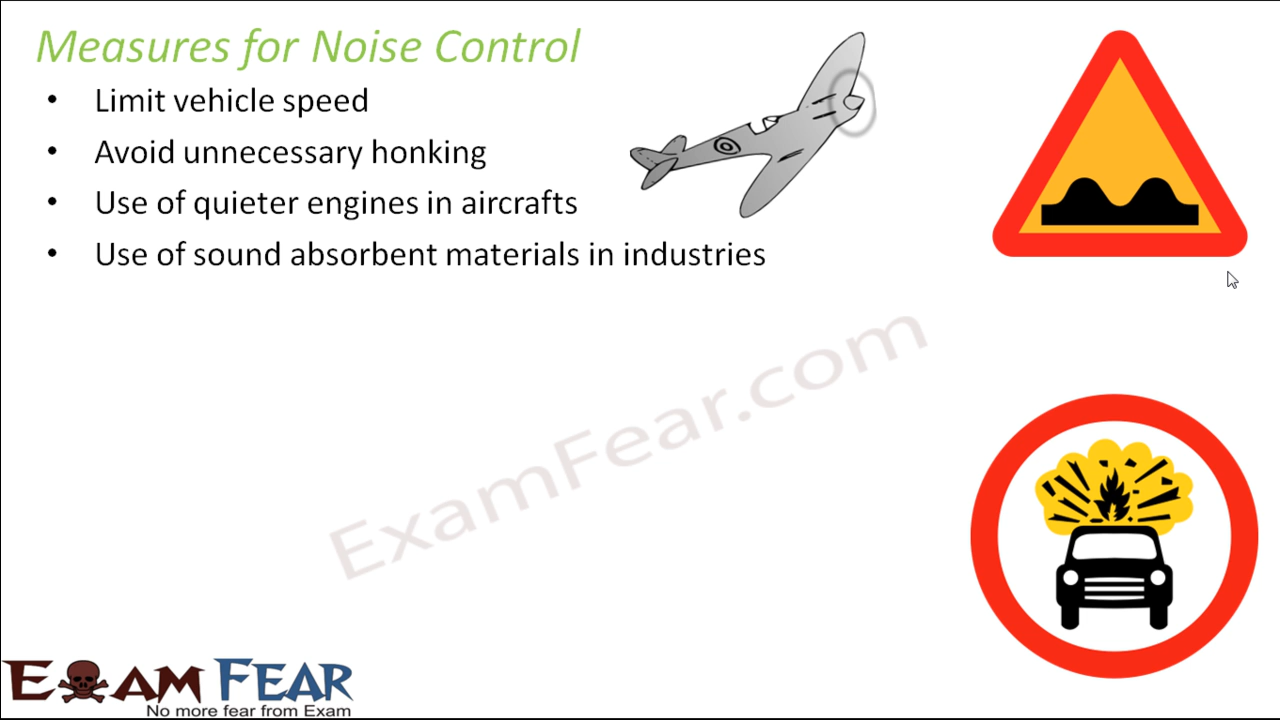 Measures for Noise Control
• Limit vehicle speed
• Avoid unnecessary honking
• Use of quieter engines in aircrafts
• Use of sound absorbent materials in industries
ExamFear.com
EXAM FEAR
No more fear from Exam